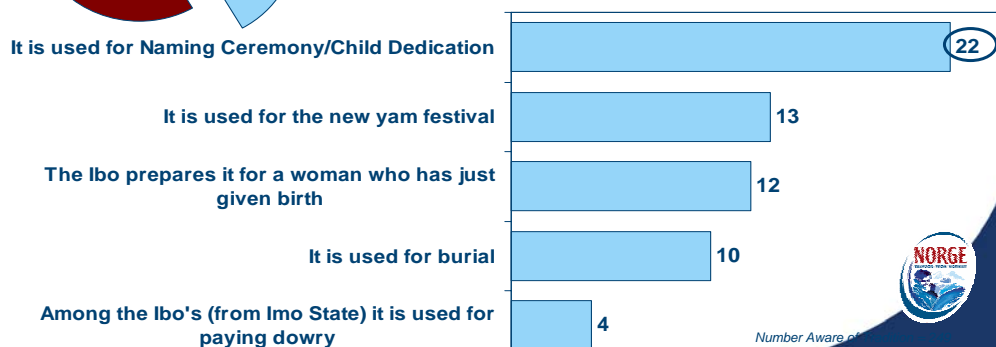 It is used for Naming Ceremony/Child Dedication
22
It is used for the new yam festival
13
The Ibo prepares it for a woman who has just
given birth
12
It is used for burial
10
NORGE
Among the Ibo's (from Imo State) it is used for
paying dowry
4
Number Aware of